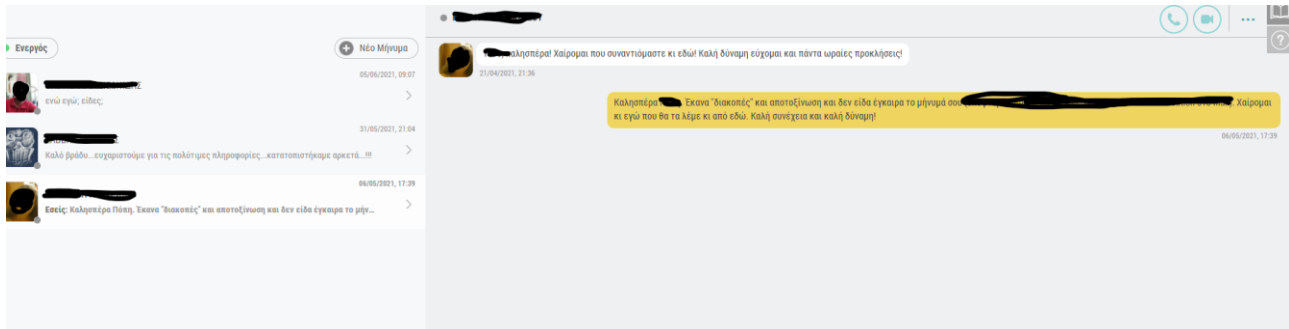 Ενεργός
Νέο Μήνυμα
05/06/2021, 09:07
ενώ εγώ; είδες;
31/05/2021, 21:04
Καλό βράδυ...ευχαριστούμε για τις πολύτιμες πληροφορίες...κατατοπιστήκαμε αρκετά...!!!
06/05/2021, 17:39
Εσείς: Καλησπέρα Πόπη. Έκανα "διακοπές" και αποτοξίνωση και δεν είδα έγκαιρα το μήν...
αλησπέρα! Χαίρομαι που συναντιόμαστε κι εδώ! Καλή δύναμη εύχομαι και πάντα ωραίες προκλήσεις!
21/04/2021, 21:36
Καλησπέρα Έκανα "διακοπές" και αποτοξίνωση και δεν είδα έγκαιρα το μήνυμά σου Χαίρομαι
κι εγώ που θα τα λέμε κι από εδώ. Καλή συνέχεια και καλή δύναμη!
06/05/2021, 17:39